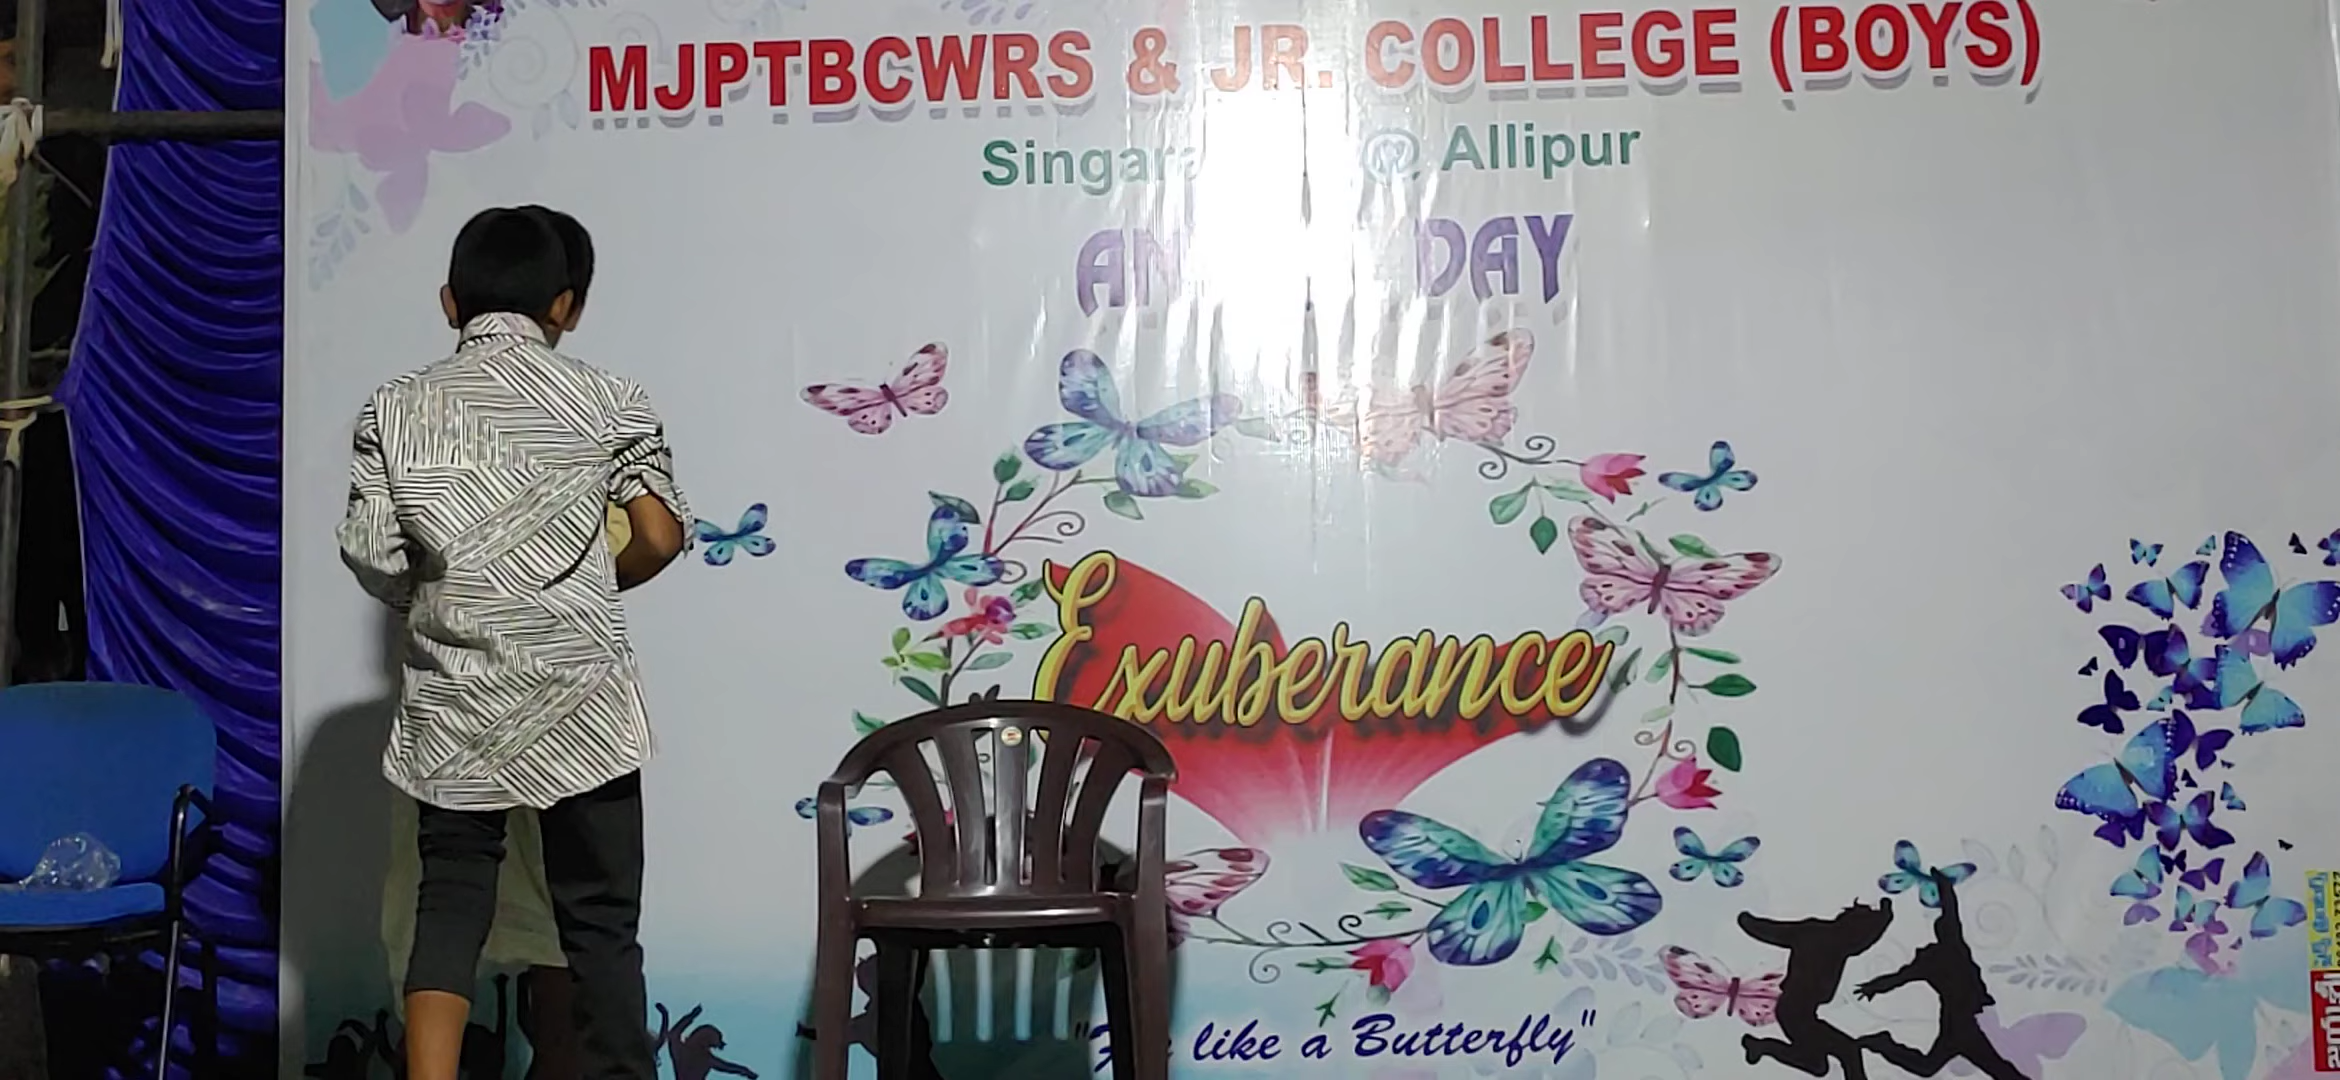 MJPTBCWRS & JR. COLLEGE (BOYS)
@ Allipur
DAY
Exuberance
like a Butterfly"